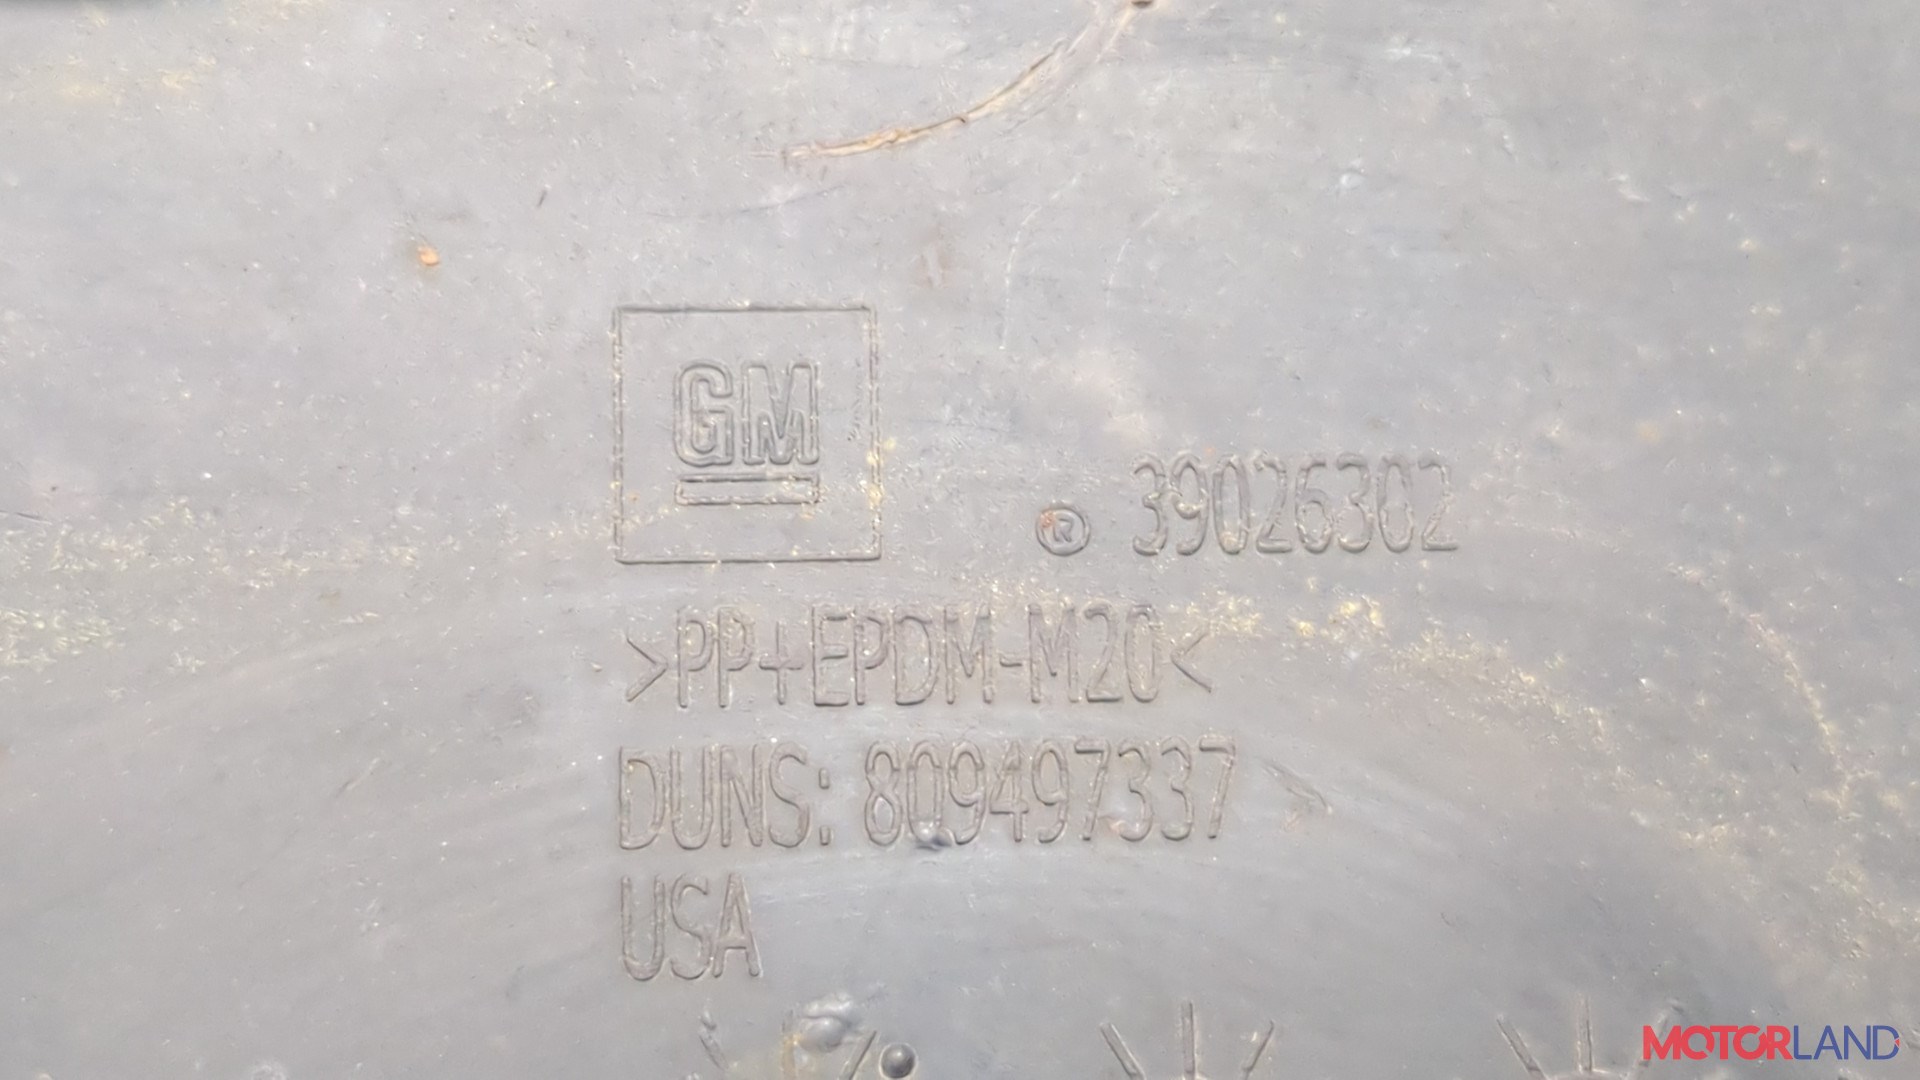 GM
® 39026302
>PP+EPDM-M20<
DUNS: 809497337
USA
MOTORLAND